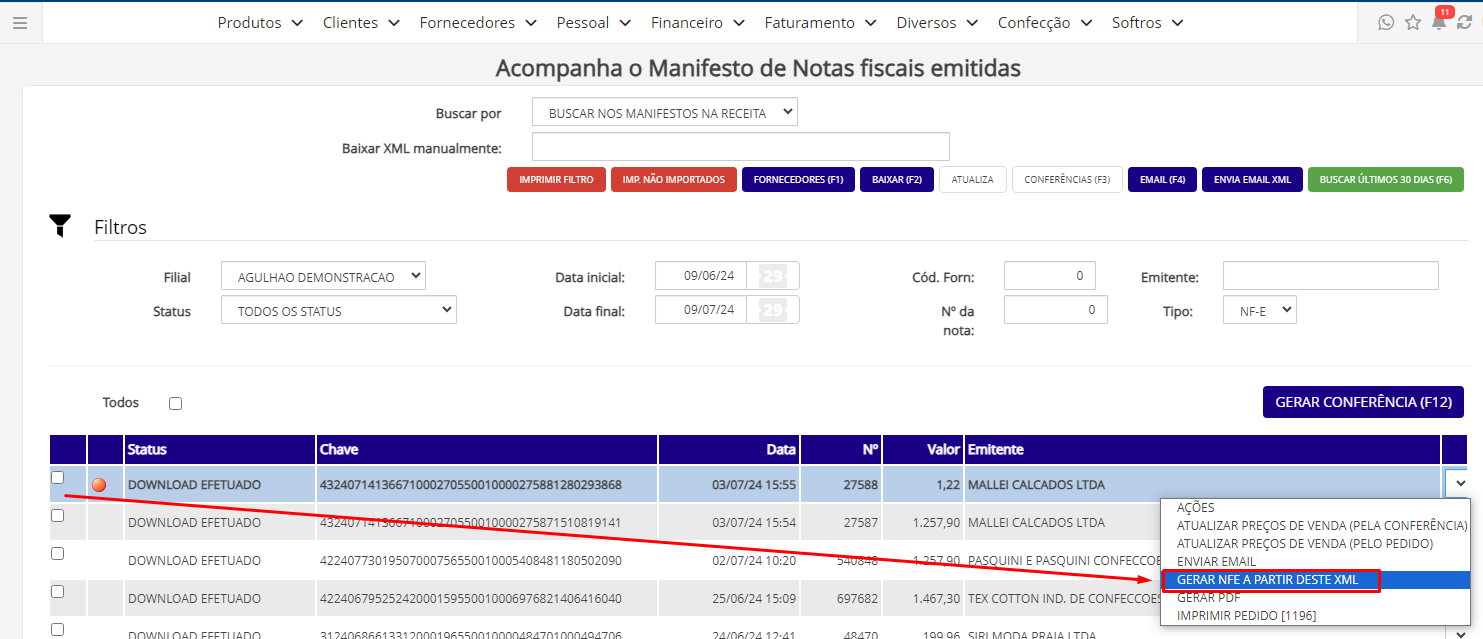 Produtos Clientes Fornecedores Pessoal Financeiro Faturamento Diversos Confecção Softros 11
Acompanha o Manifesto de Notas fiscais emitidas
Buscar por BUSCAR NOS MANIFESTOS NA RECEITA
Baixar XML manualmente:
IMPRIMIR FILTRO IMP. NÃO IMPORTADOS FORNECEDORES (F1) BAIXAR (F2) ATUALIZA CONFERÊNCIAS (F3) EMAIL (F4) ENVIA EMAIL XML BUSCAR ÚLTIMOS 30 DIAS (F6)
Filtros
Filial AGULHAO DEMONSTRACAO Data inicial: 09/06/24 29 Cód. Forn: 0 Emitente:
Status TODOS OS STATUS Data final: 09/07/24 29 Nº da nota: 0 Tipo: NF-E
Todos GERAR CONFERÊNCIA (F12)
Status Chave Data Nº Valor Emitente
DOWNLOAD EFETUADO 43240714136671000270550010000275881280293868 03/07/24 15:55 27588 1,22 MALLEI CALCADOS LTDA
DOWNLOAD EFETUADO 43240714136671000270550010000275871510819141 03/07/24 15:54 27587 1.257,90 MALLEI CALCADOS LTDA
DOWNLOAD EFETUADO 42240773019507000756550010005408481180502090 02/07/24 10:20 540848 1.257,90 PASQUINI E PASQUINI CONFECCOE
DOWNLOAD EFETUADO 42240679525242000159550010006976821406416040 25/06/24 15:09 697682 1.467,30 TEX COTTON IND. DE CONFECCOES
DOWNLOAD EFETUADO 31240686613312000196550010000484701000494706 24/06/24 12:41 48470 199,96 SIRI MODA PRAIA LTDA
AÇÕES
ATUALIZAR PREÇOS DE VENDA (PELA CONFERÊNCIA)
ATUALIZAR PREÇOS DE VENDA (PELO PEDIDO)
ENVIAR EMAIL
GERAR NFE A PARTIR DESTE XML
GERAR PDF
IMPRIMIR PEDIDO [1196]